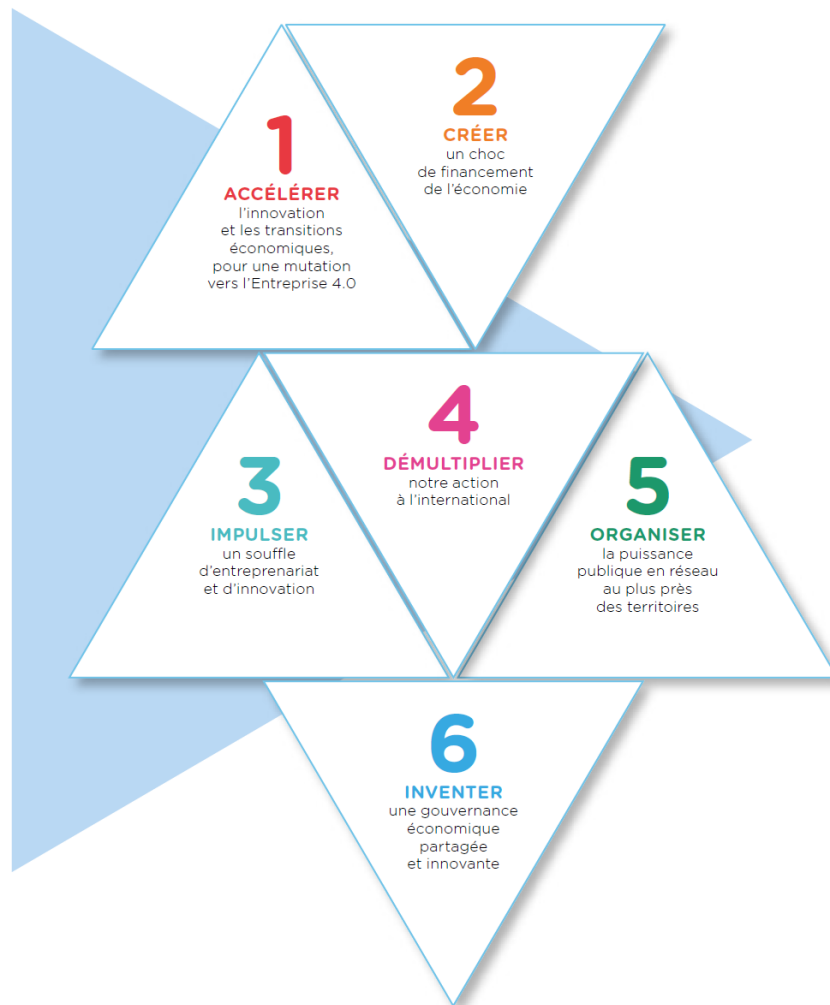 1
ACCÉLÉRER
l'innovation
et les transitions
économiques,
pour une mutation
vers l'Entreprise 4.0
2
CRÉER
un choc
de financement
de l'économie
3
IMPULSER
un souffle
d'entreprenariat
et d'innovation
4
DÉMULTIPLIER
notre action
à l'international
5
ORGANISER
la puissance
publique en réseau
au plus près
des territoires
6
INVENTER
une gouvernance
économique
partagée
et innovante